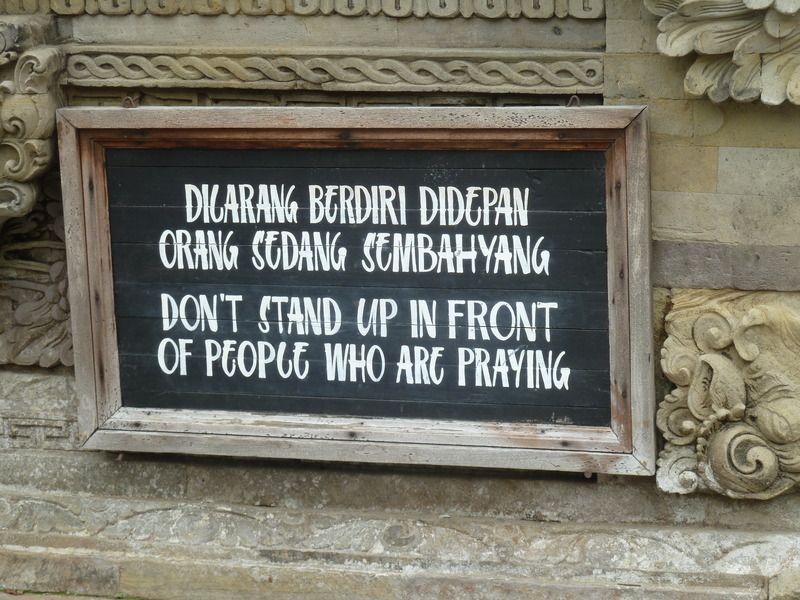 DILARANG BERDIRI DIDEPAN
ORANG SEDANG SEMBAHYANG
DON'T STAND UP IN FRONT
OF PEOPLE WHO ARE PRAYING